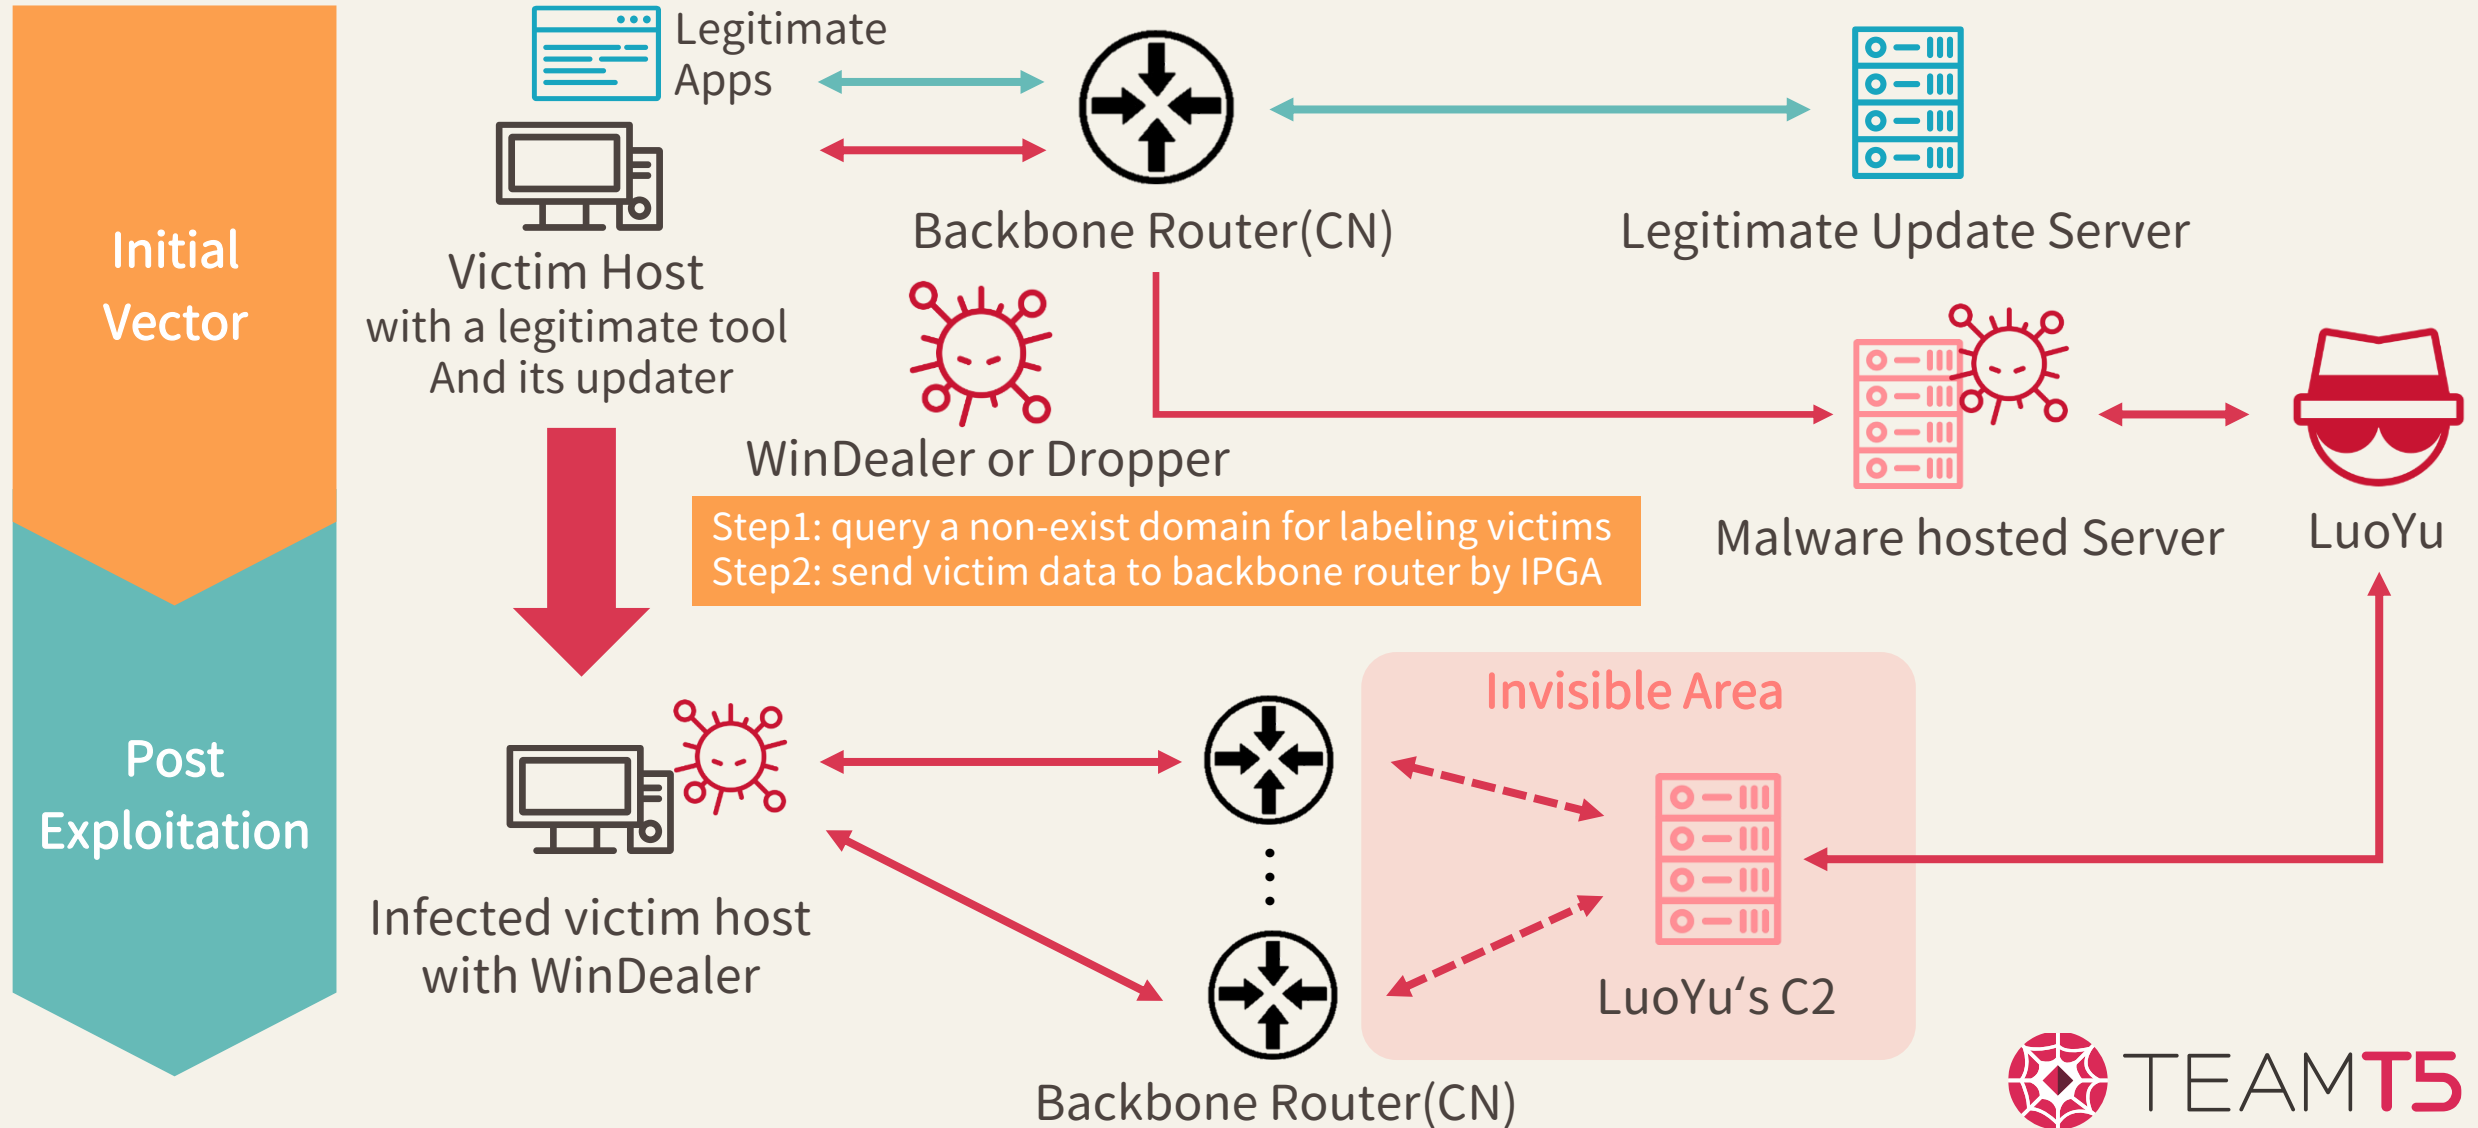 Initial
Vector
Legitimate
Apps
Victim Host
with a legitimate tool
And its updater
Backbone Router(CN)
Legitimate Update Server
WinDealer or Dropper
Step1: query a non-exist domain for labeling victims
Step2: send victim data to backbone router by IPGA
Malware hosted Server
LuoYu
Post
Exploitation
Infected victim host
with WinDealer
Backbone Router(CN)
Invisible Area
LuoYu‘s C2
TEAMT5